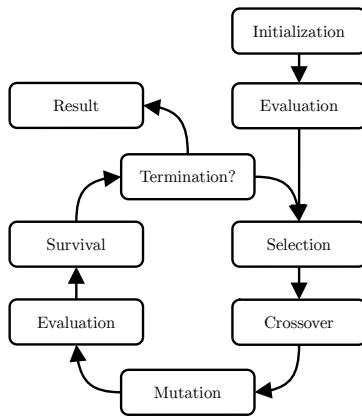 Initialization
Evaluation
Result
Termination?
Survival
Selection
Evaluation
Crossover
Mutation